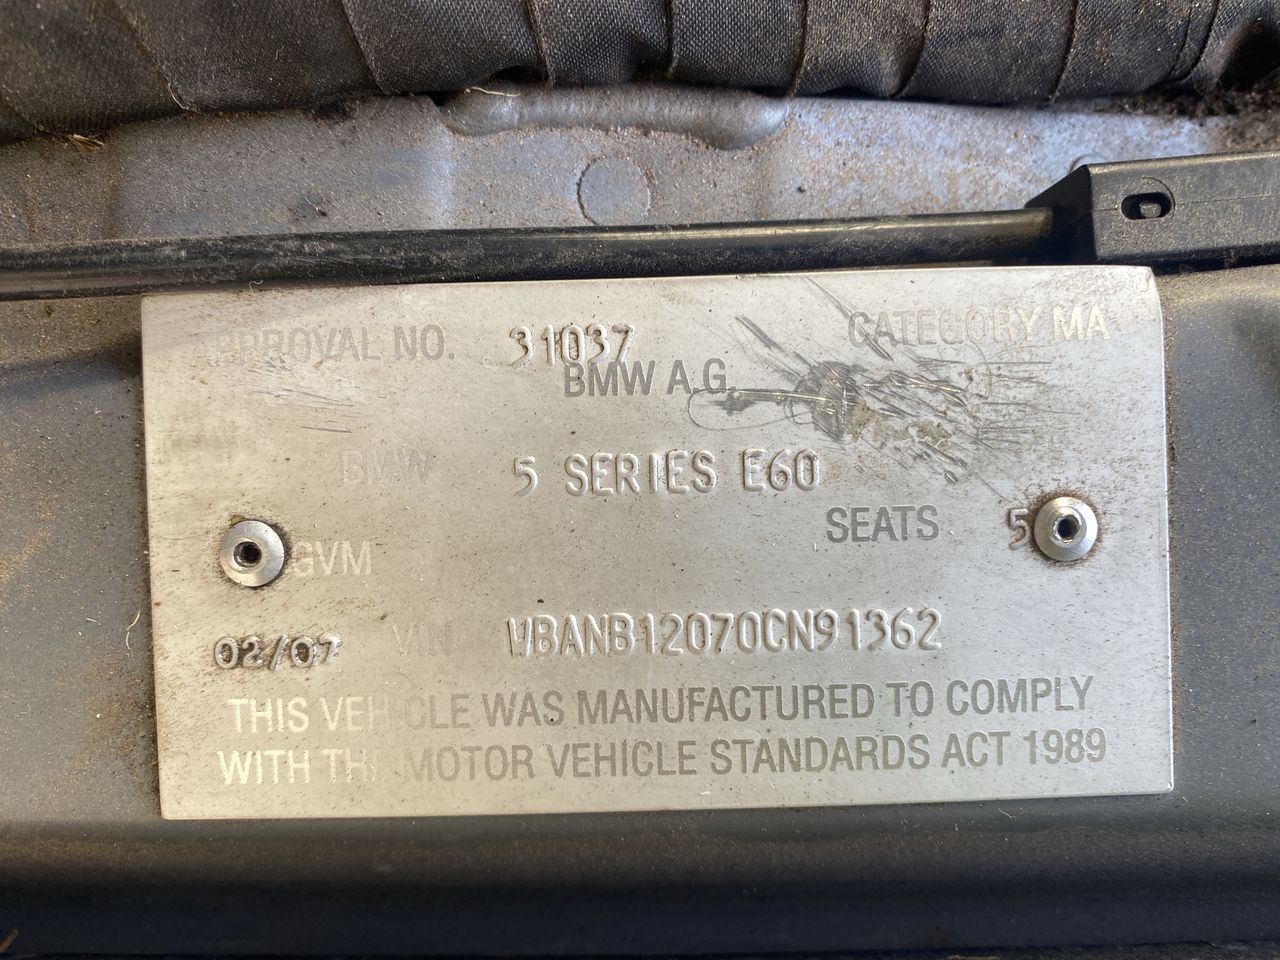 APPROVAL NO. 31037 CATEGORY MA
BMW A.G.
BMW 5 SERIES E60
SEATS 5
GVM
02/07 VIN WBANB12070CN91362
THIS VEHICLE WAS MANUFACTURED TO COMPLY
WITH THE MOTOR VEHICLE STANDARDS ACT 1989